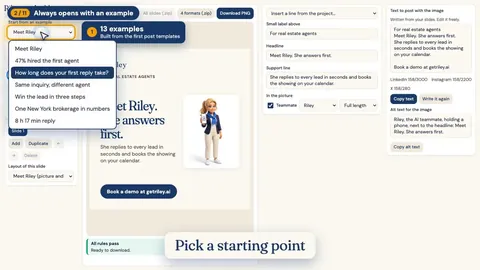 2 / 11 Always opens with an example
All slides (.zip) 4 formats (.zip) Download PNG
Start from an example
Meet Riley
1 13 examples
Built from the first post templates
Meet Riley
47% hired the first agent
How long does your first reply take?
Same inquiry, different agent
Win the lead in three steps
One New York brokerage in numbers
8 h 17 min reply
Slide 1
Add Duplicate
Delete
Layout of this slide
Meet Riley (picture and
REAL ESTATE AGENTS
Meet Riley.
She answers
first.
She replies to every lead in
seconds and books the showing
on your calendar.
Book a demo at getriley.ai
All rules pass
Ready to download.
Pick a starting point
Insert a line from the project...
Small label above
For real estate agents
Headline
Meet Riley. She answers first.
Support line
She replies to every lead in seconds and books the showing
on your calendar.
In the picture
Teammate Riley Full length
Text to post with the image
Written from your slides. Edit it freely.
For real estate agents
Meet Riley. She answers first.
She replies to every lead in
seconds and books the showing
on your calendar.
Book a demo at getriley.ai
LinkedIn 158/3000 Instagram 158/2200
X 158/280
Copy text Write it again
Alt text for the image
Riley, the AI teammate, holding a
phone, next to the headline: Meet
Riley. She answers first.
Copy alt text